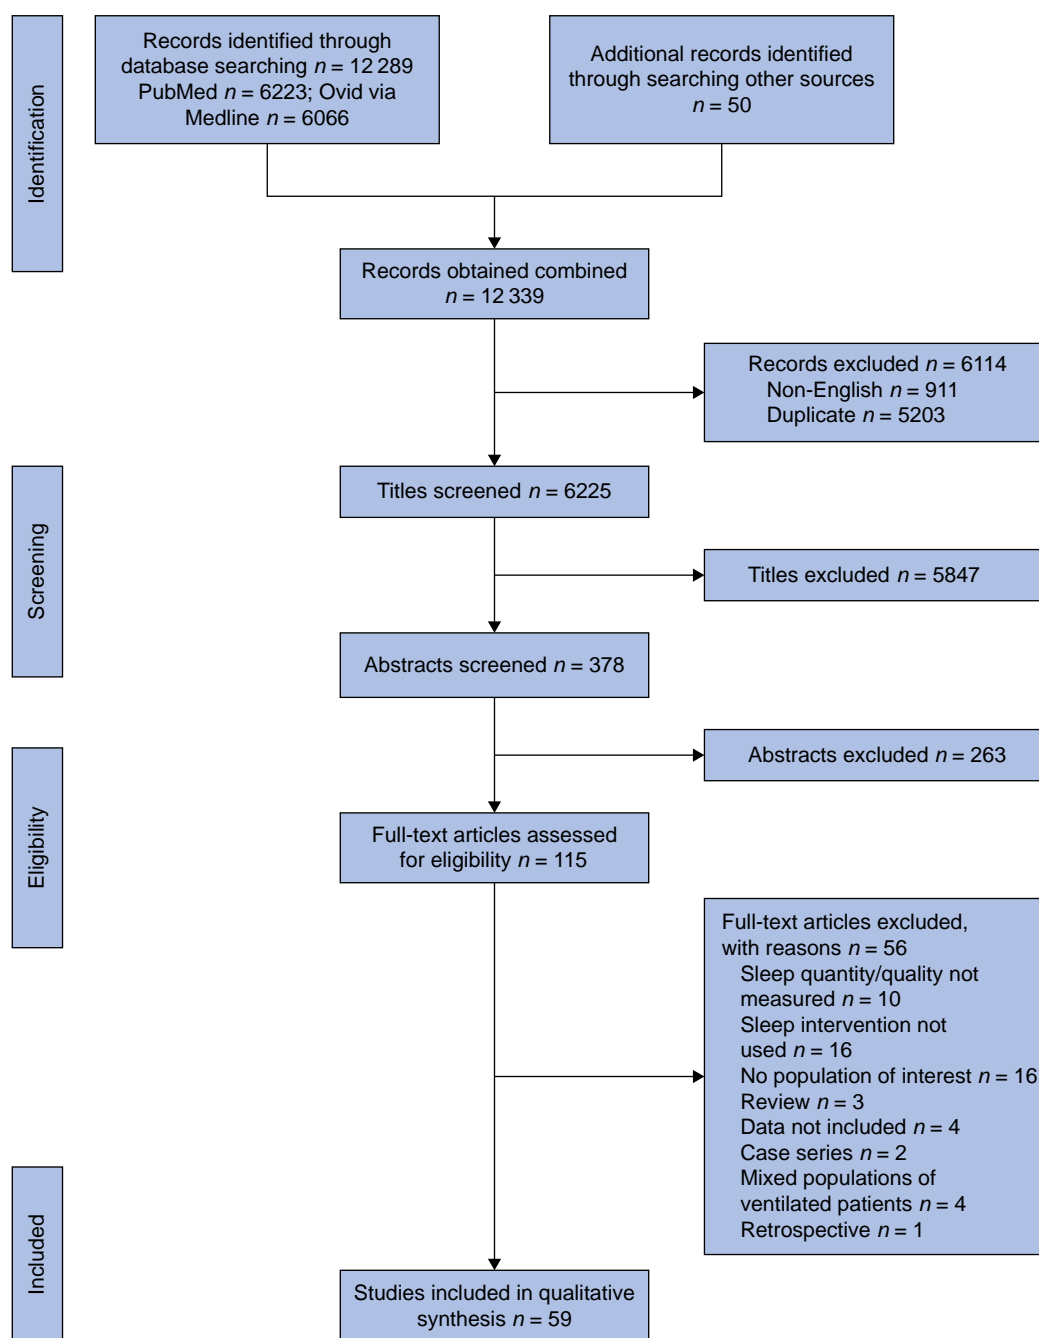 Identification
Records identified through
database searching n = 12 289
PubMed n = 6223; Ovid via
Medline n = 6066
Additional records identified
through searching other sources
n = 50
Records obtained combined
n = 12 339
Records excluded n = 6114
Non-English n = 911
Duplicate n = 5203
Screening
Titles screened n = 6225
Titles excluded n = 5847
Abstracts screened n = 378
Eligibility
Abstracts excluded n = 263
Full-text articles assessed
for eligibility n = 115
Full-text articles excluded,
with reasons n = 56
Sleep quantity/quality not
measured n = 10
Sleep intervention not
used n = 16
No population of interest n = 16
Review n = 3
Data not included n = 4
Case series n = 2
Mixed populations of
ventilated patients n = 4
Retrospective n = 1
Included
Studies included in qualitative
synthesis n = 59